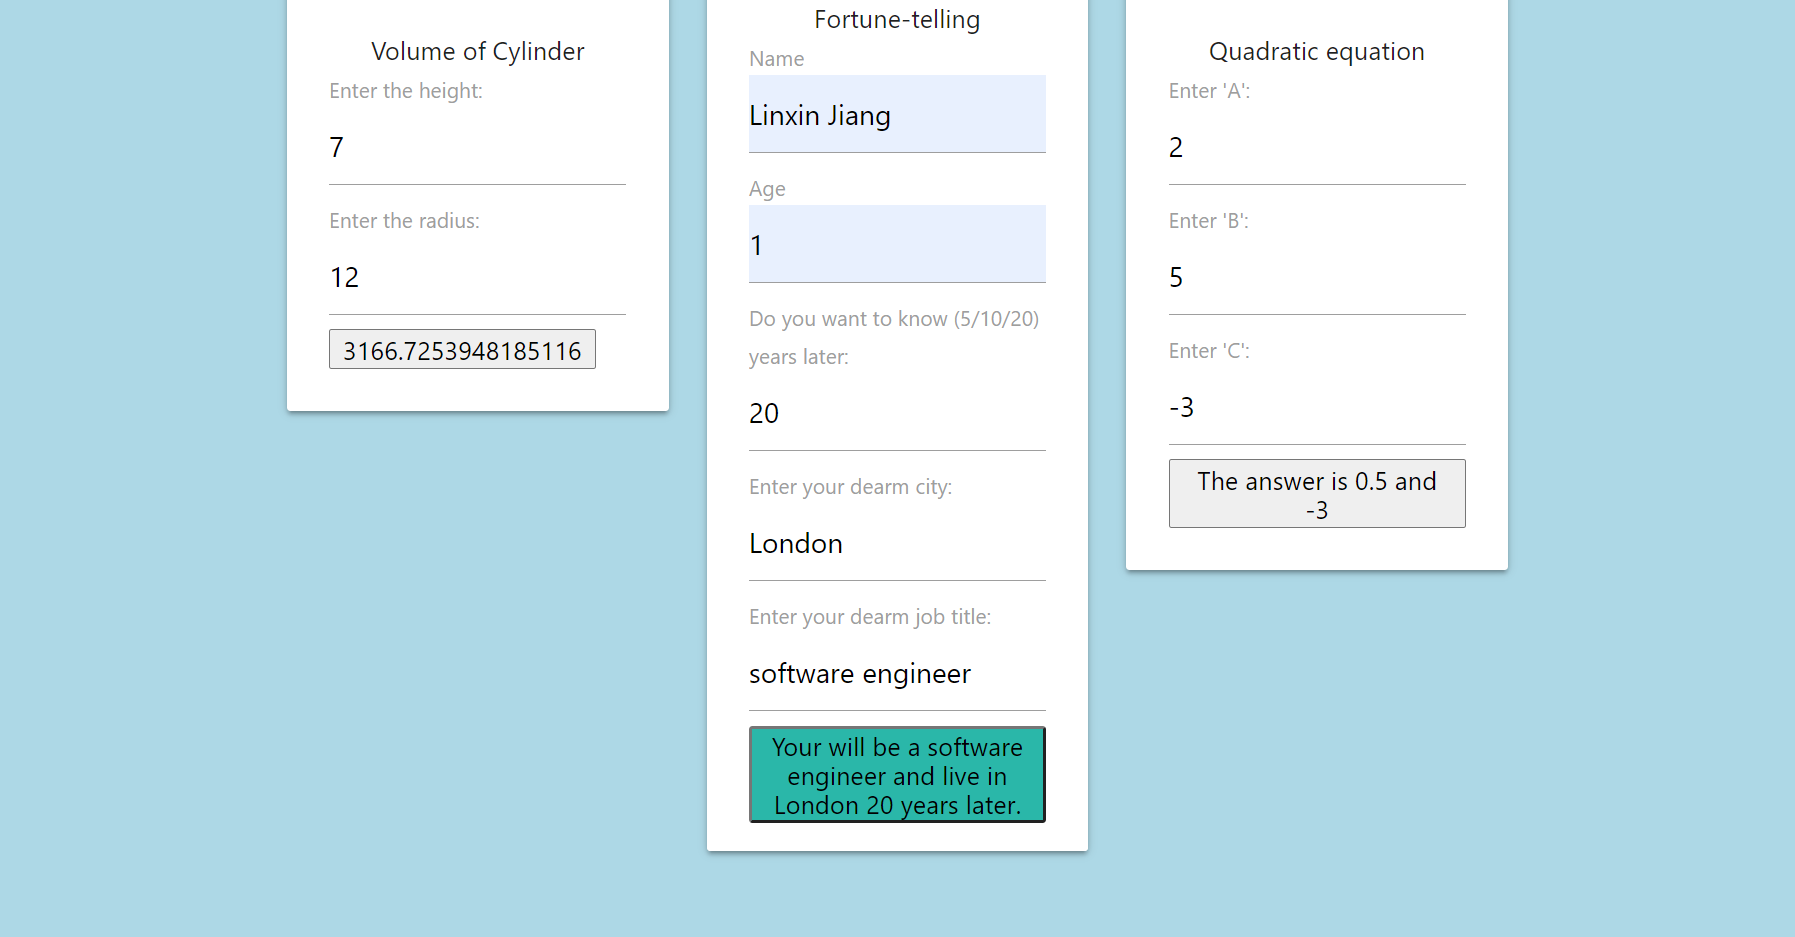 Volume of Cylinder
Enter the height:
7
Enter the radius:
12
3166.7253948185116
Fortune-telling
Name
Linxin Jiang
Age
1
Do you want to know (5/10/20)
years later:
20
Enter your dearm city:
London
Enter your dearm job title:
software engineer
Your will be a software
engineer and live in
London 20 years later.
Quadratic equation
Enter 'A':
2
Enter 'B':
5
Enter 'C':
-3
The answer is 0.5 and
-3